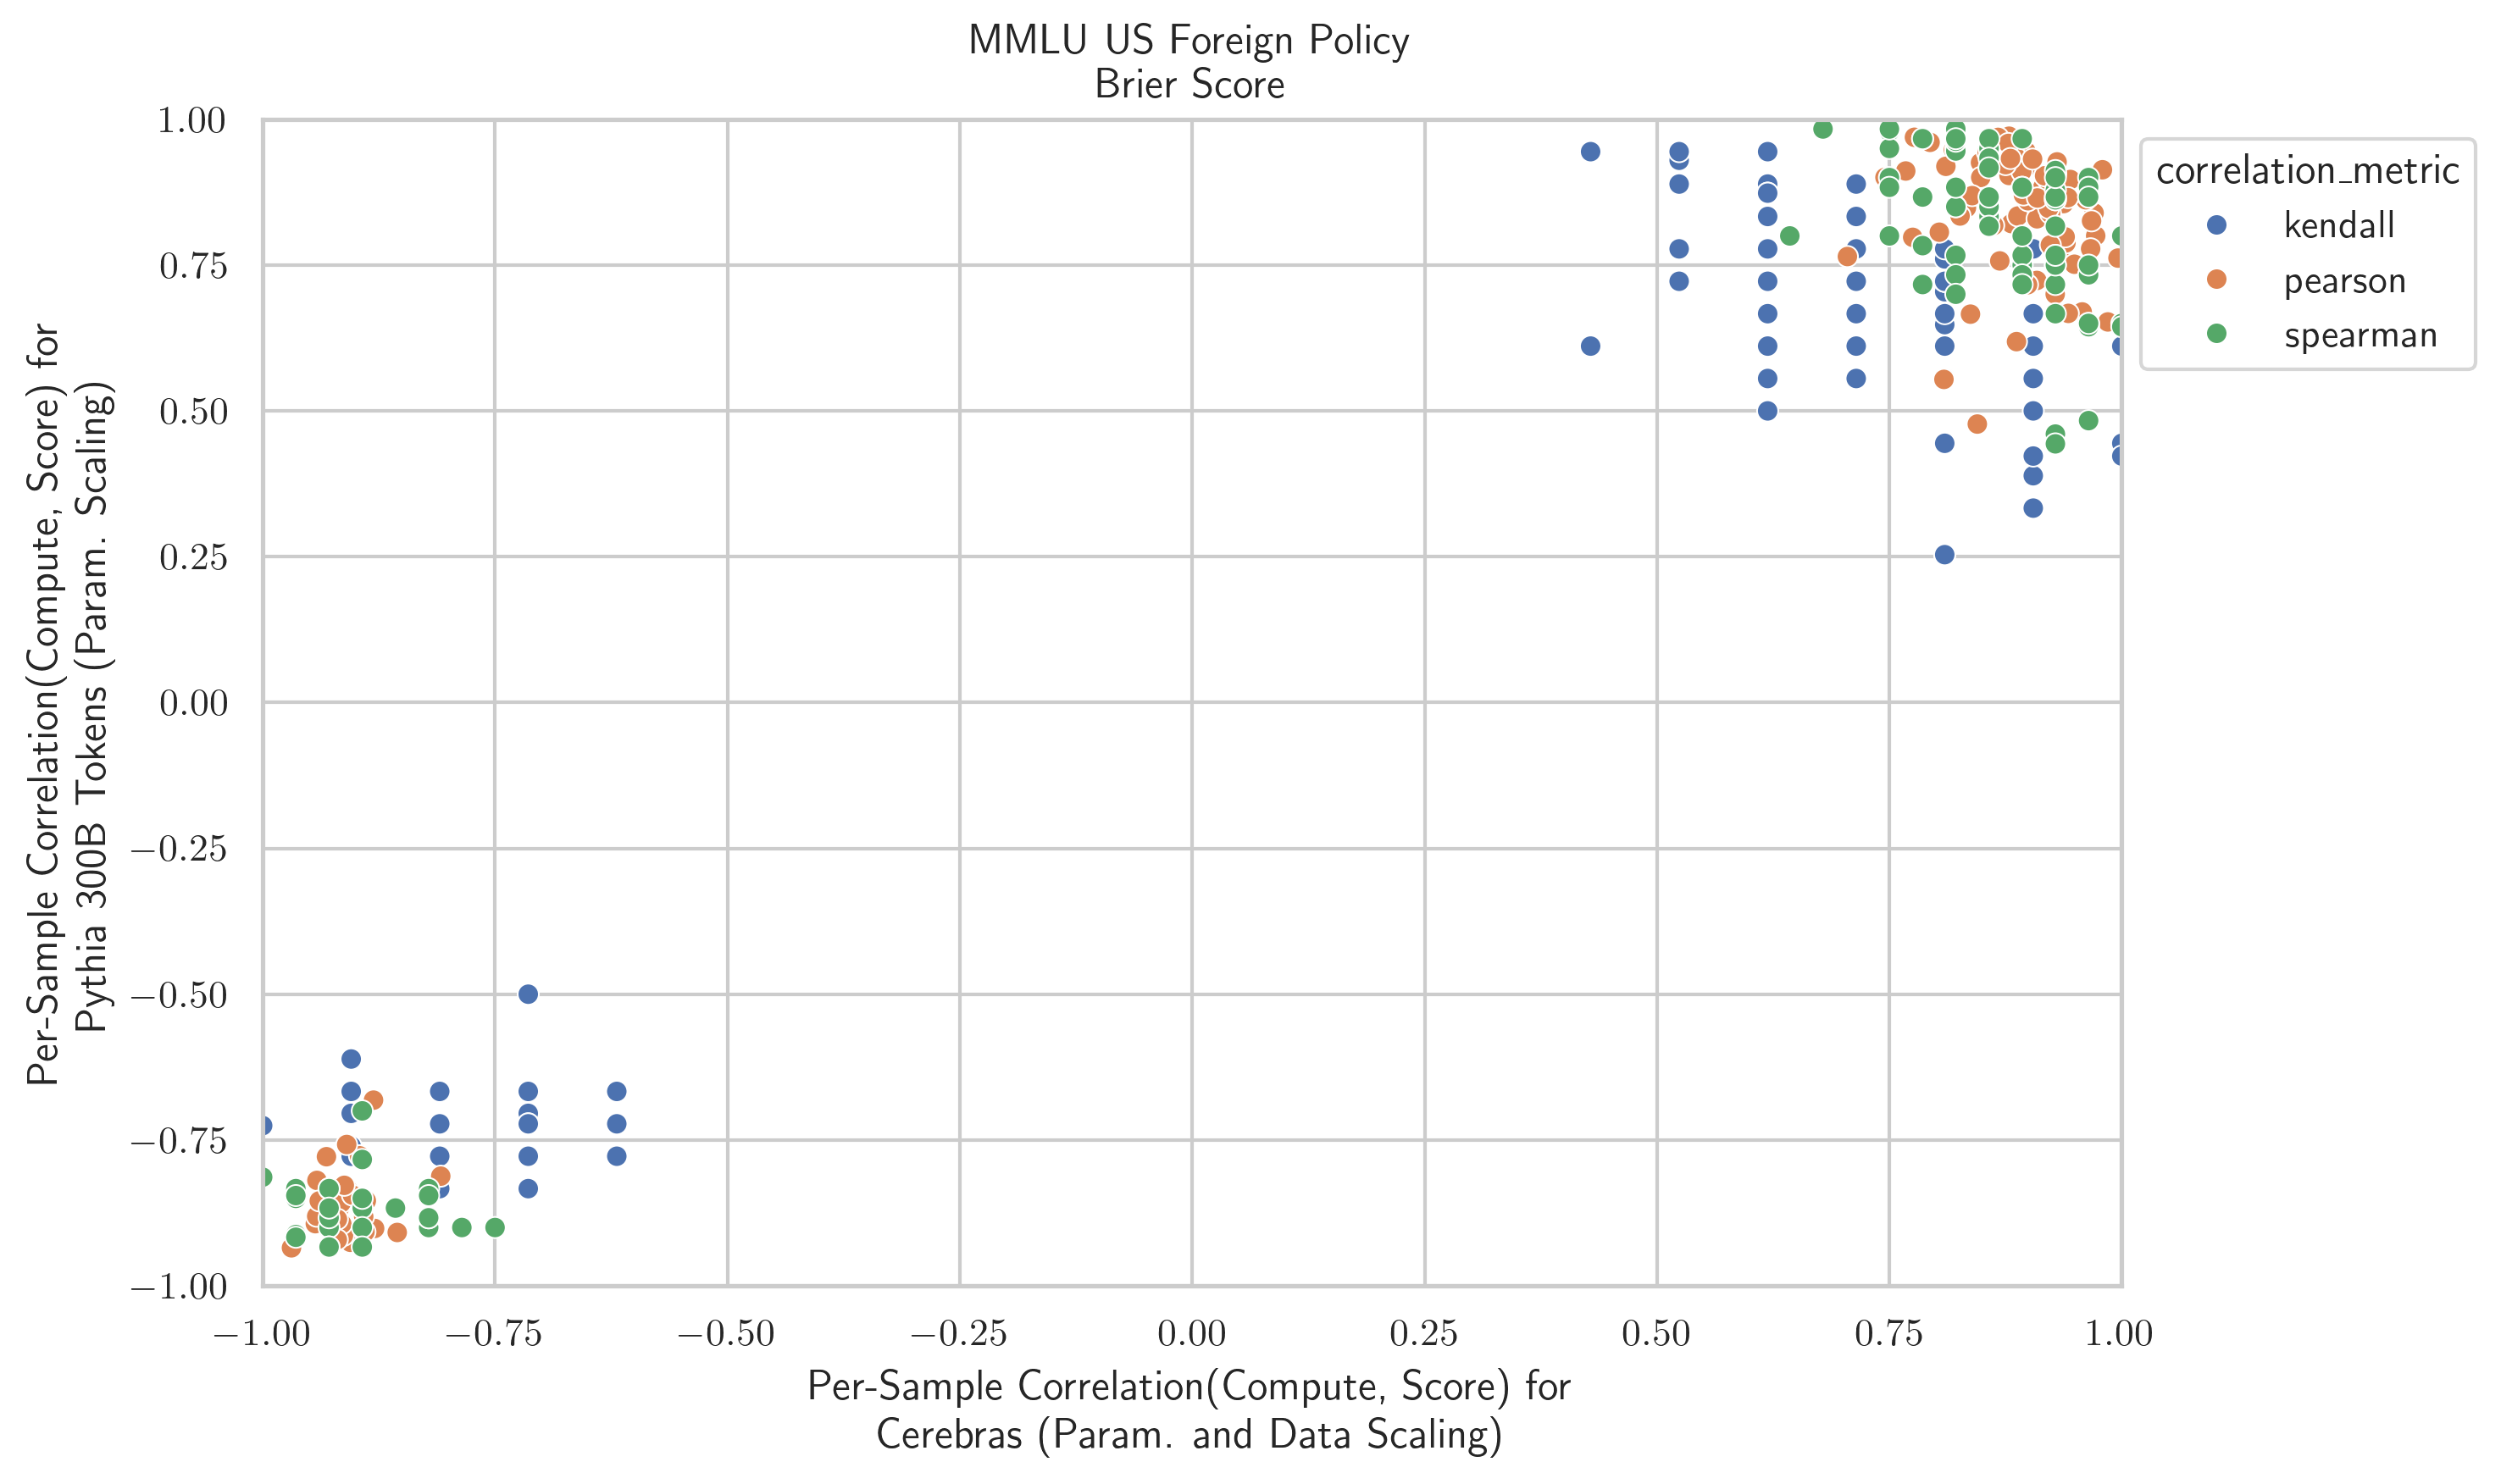 MMLU US Foreign Policy
Brier Score
Per-Sample Correlation(Compute, Score) for
Pythia 300B Tokens (Param. Scaling)
1.00
0.75
0.50
0.25
0.00
−0.25
−0.50
−0.75
−1.00
−1.00 −0.75 −0.50 −0.25 0.00 0.25 0.50 0.75 1.00
Per-Sample Correlation(Compute, Score) for
Cerebras (Param. and Data Scaling)
correlation_metric
kendall
pearson
spearman